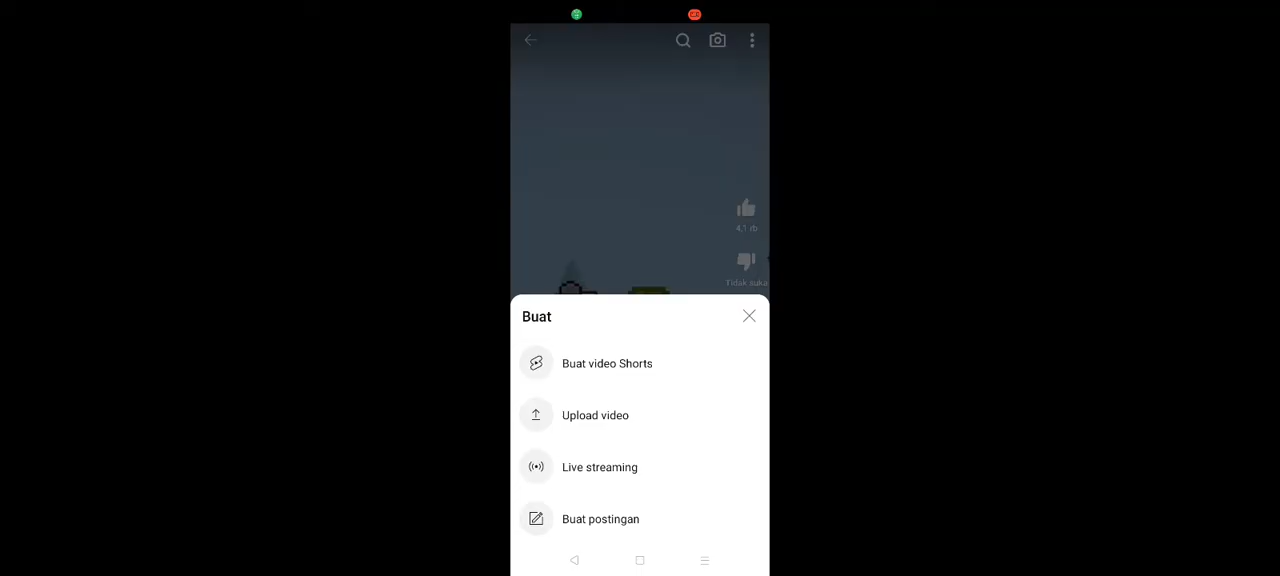 4,1 rb
Tidak suka
Buat
Buat video Shorts
Upload video
Live streaming
Buat postingan